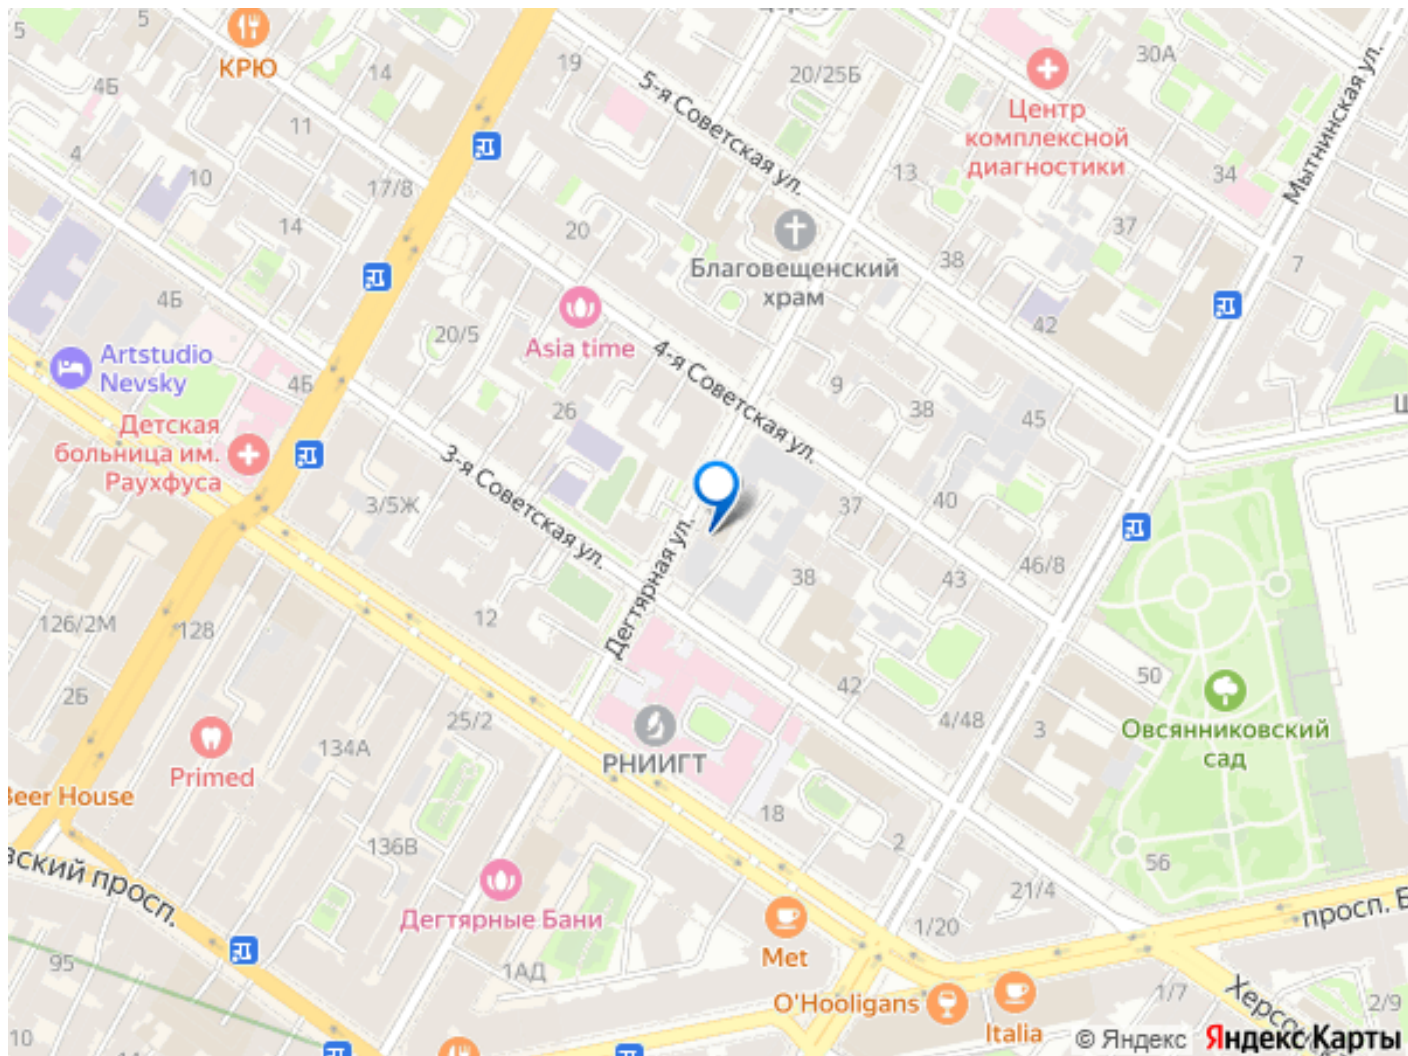 5
КРЮ
4Б
14
19
5-я Советская ул.
20/25Б
30А
Центр
комплексной
диагностики
Мытнинская ул.
5
11
4
10
17/8
14
20
13
34
37
7
Благовещенский
храм
38
42
4Б
20/5
Asia time
4-я Советская ул.
9
38
45
Artstudio
Nevsky
4Б
26
Детская
больница им.
Раухфуса
3-я Советская ул.
3/5Ж
37
40
46/8
43
38
Дегтярная ул.
12
126/2М
128
2Б
25/2
134А
42
4/48
3
50
Овсянниковский
сад
Primed
РНИИГТ
Beer House
18
2
136В
56
21/4
вский просп.
Дегтярные Бани
1/20
просп. Б
Met
95
1АД
O'Hooligans
Italia
1/7
2/9
10
© Яндекс Яндекс Карты